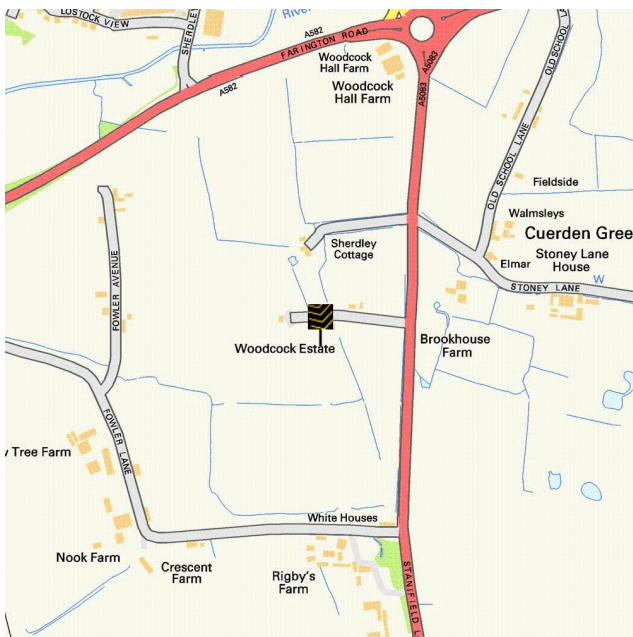 LOSTOCK VIEW
SHERDLEY
River
A582
FARINGTON ROAD
A582
A5083
A5083
Woodcock
Hall Farm
Woodcock
Hall Farm
OLD SCHOOL
OLD SCHOOL LANE
Fieldside
Walmsleys
Cuerden Gree
Stoney Lane
House
Elmar
W
STONEY LANE
Sherdley
Cottage
FOWLER AVENUE
Woodcock Estate
Brookhouse
Farm
FOWLER LANE
Tree Farm
White Houses
Nook Farm
Crescent
Farm
Rigby's
Farm
STANIFIELD L